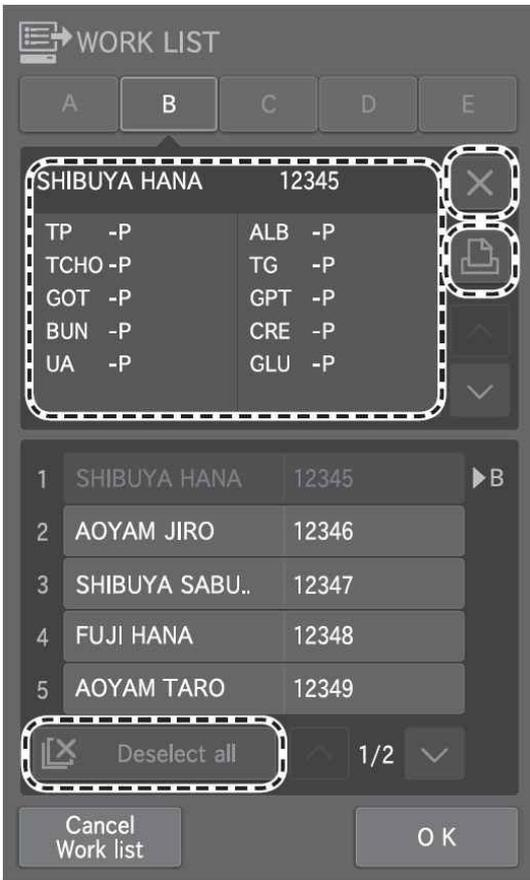 WORK LIST
A B C D E
SHIBUYA HANA 12345
TP -P ALB -P
TCHO -P TG -P
GOT -P GPT -P
BUN -P CRE -P
UA -P GLU -P
1 SHIBUYA HANA 12345 ▶B
2 AOYAM JIRO 12346
3 SHIBUYA SABU.. 12347
4 FUJI HANA 12348
5 AOYAM TARO 12349
Deselect all 1/2
Cancel
Work list
O K